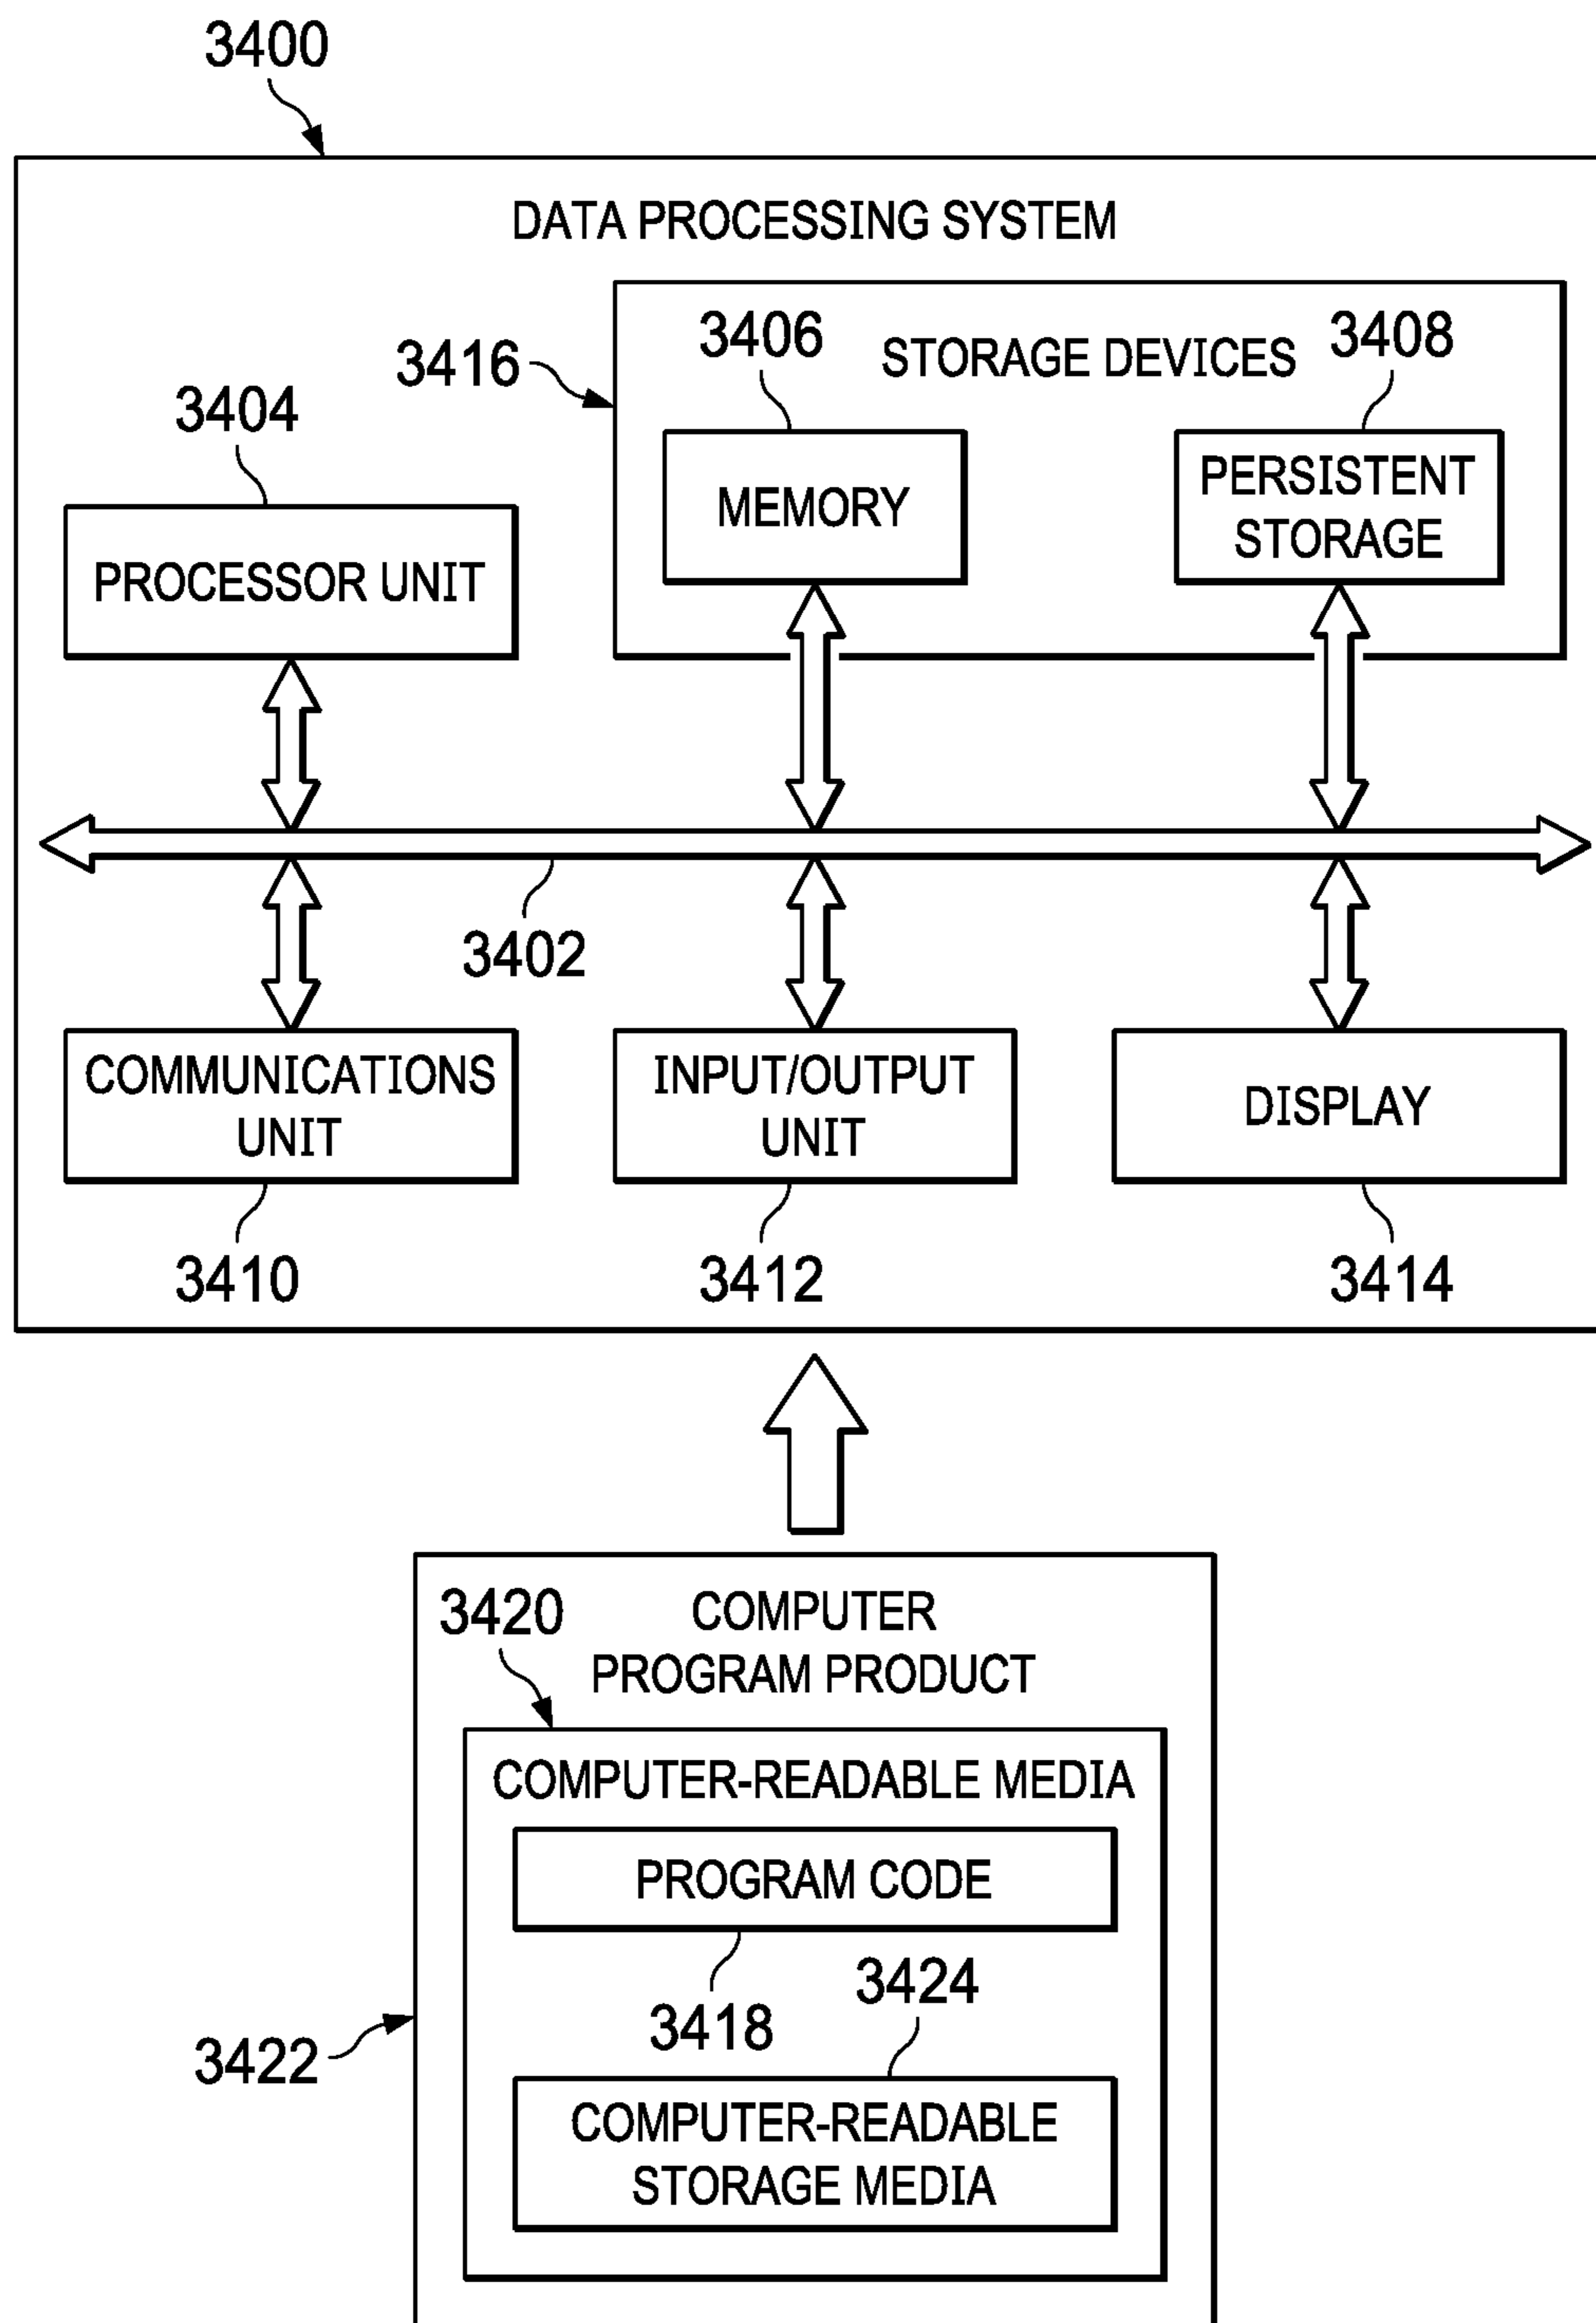 3400
DATA PROCESSING SYSTEM
3416
3406
STORAGE DEVICES
3408
3404
MEMORY
PERSISTENT
STORAGE
PROCESSOR UNIT
3402
COMMUNICATIONS
UNIT
INPUT/OUTPUT
UNIT
DISPLAY
3410
3412
3414
3420
COMPUTER
PROGRAM PRODUCT
COMPUTER-READABLE MEDIA
PROGRAM CODE
3418
3424
3422
COMPUTER-READABLE
STORAGE MEDIA